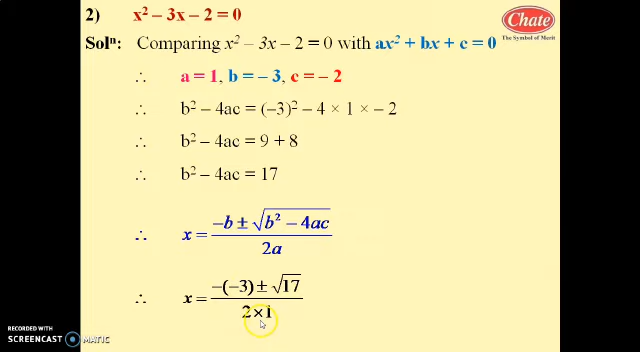 2) x² – 3x – 2 = 0
Chate
The Symbol of Merit
Solⁿ: Comparing x² – 3x – 2 = 0 with ax² + bx + c = 0
∴ a = 1, b = – 3, c = – 2
∴ b² – 4ac = (–3)² – 4 × 1 × – 2
∴ b² – 4ac = 9 + 8
∴ b² – 4ac = 17
∴ x = (–b ± √(b² – 4ac)) / 2a
∴ x = (–(–3) ± √17) / (2 × 1)
RECORDED WITH
SCREENCAST MATIC